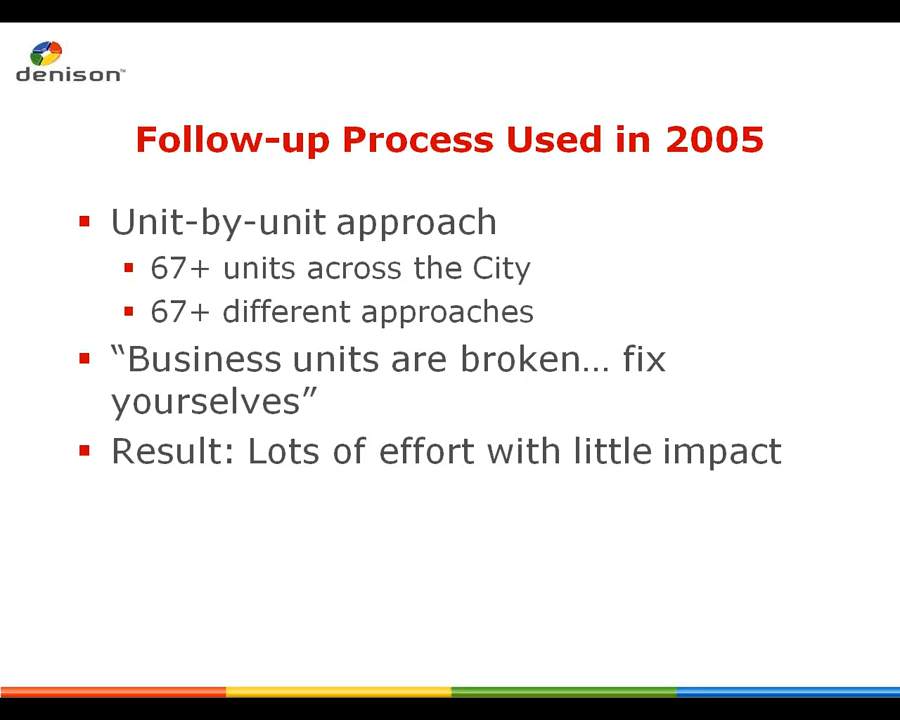 denison™
Follow-up Process Used in 2005
Unit-by-unit approach
67+ units across the City
67+ different approaches
“Business units are broken... fix
yourselves”
Result: Lots of effort with little impact